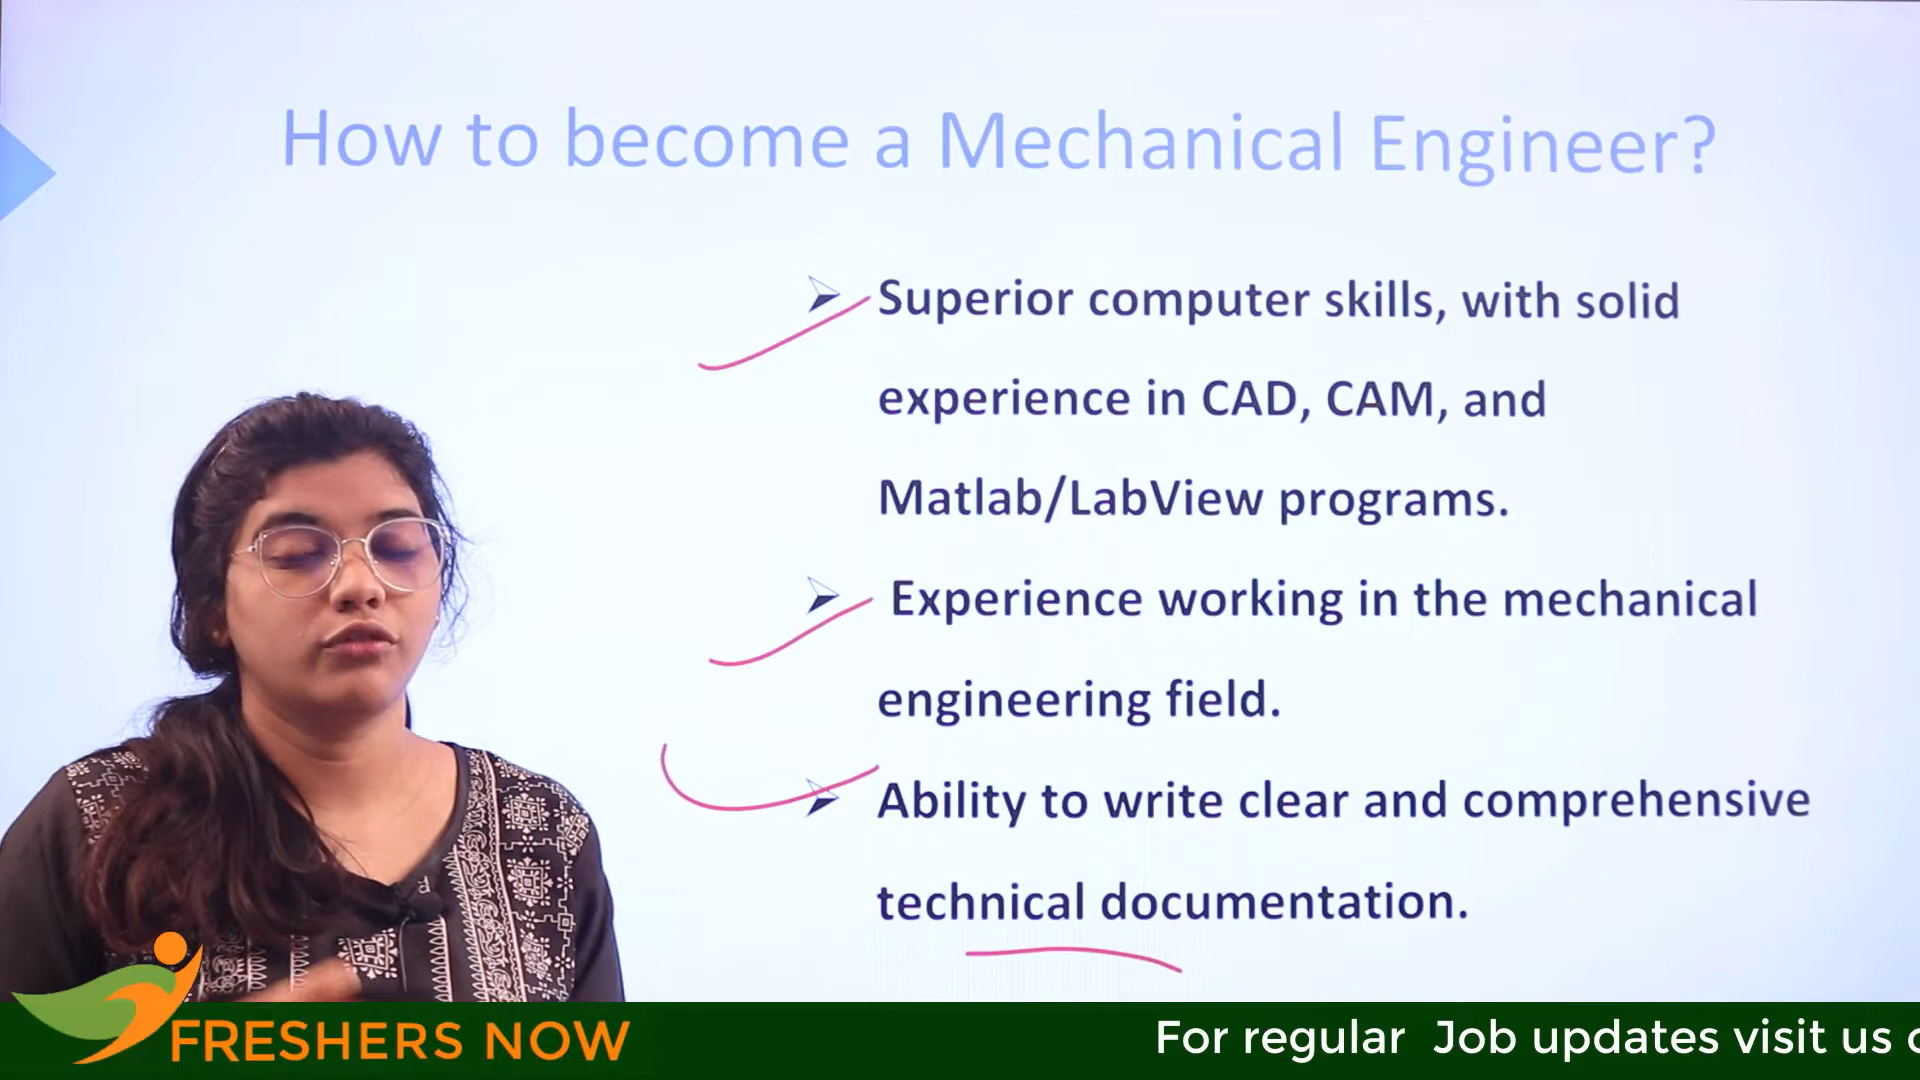 How to become a Mechanical Engineer?
Superior computer skills, with solid
experience in CAD, CAM, and
Matlab/LabView programs.
Experience working in the mechanical
engineering field.
Ability to write clear and comprehensive
technical documentation.
FRESHERS NOW
For regular Job updates visit us